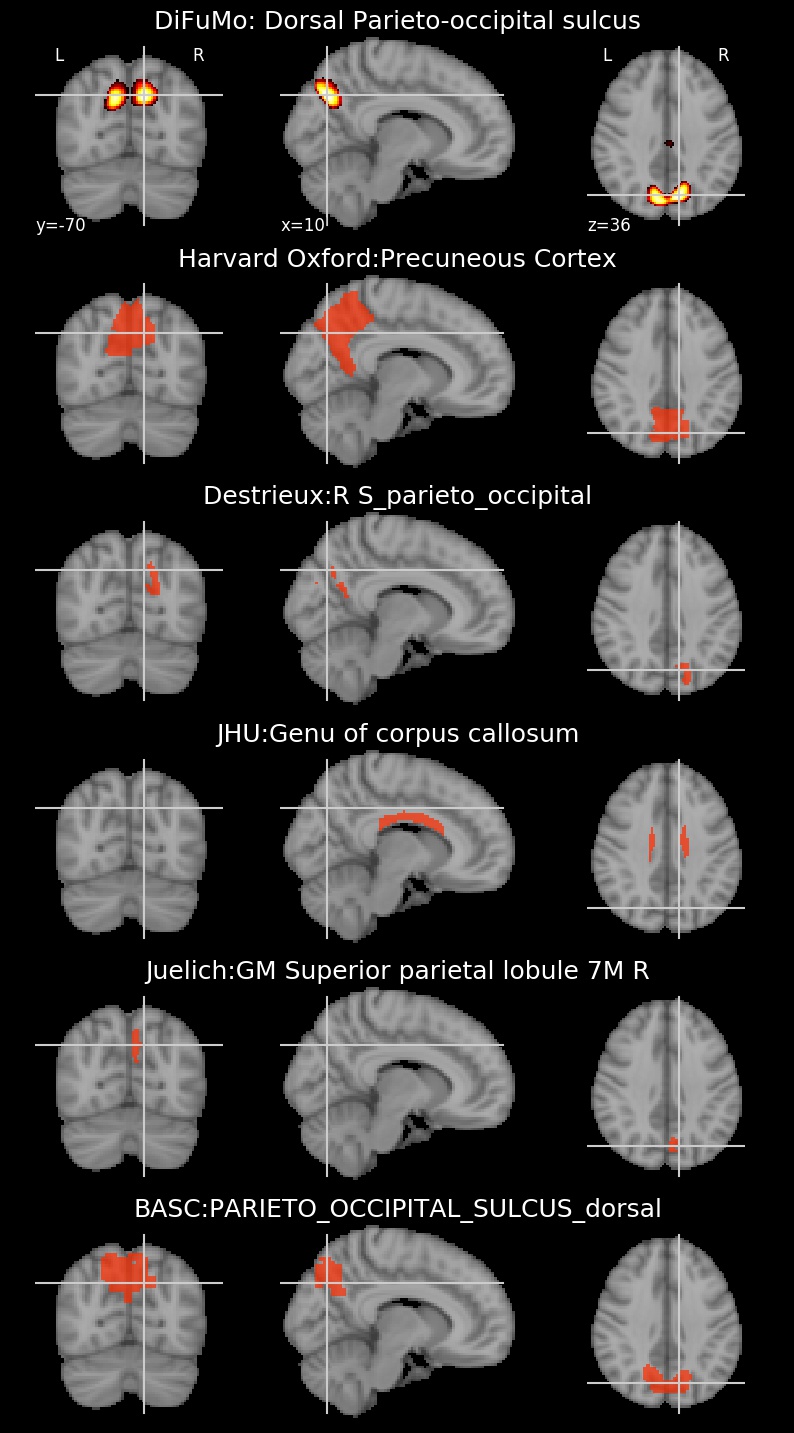 DiFuMo: Dorsal Parieto-occipital sulcus
L R L R
y=-70 x=10 z=36
Harvard Oxford:Precuneous Cortex
Destrieux:R S_parieto_occipital
JHU:Genu of corpus callosum
Juelich:GM Superior parietal lobule 7M R
BASC:PARIETO_OCCIPITAL_SULCUS_dorsal